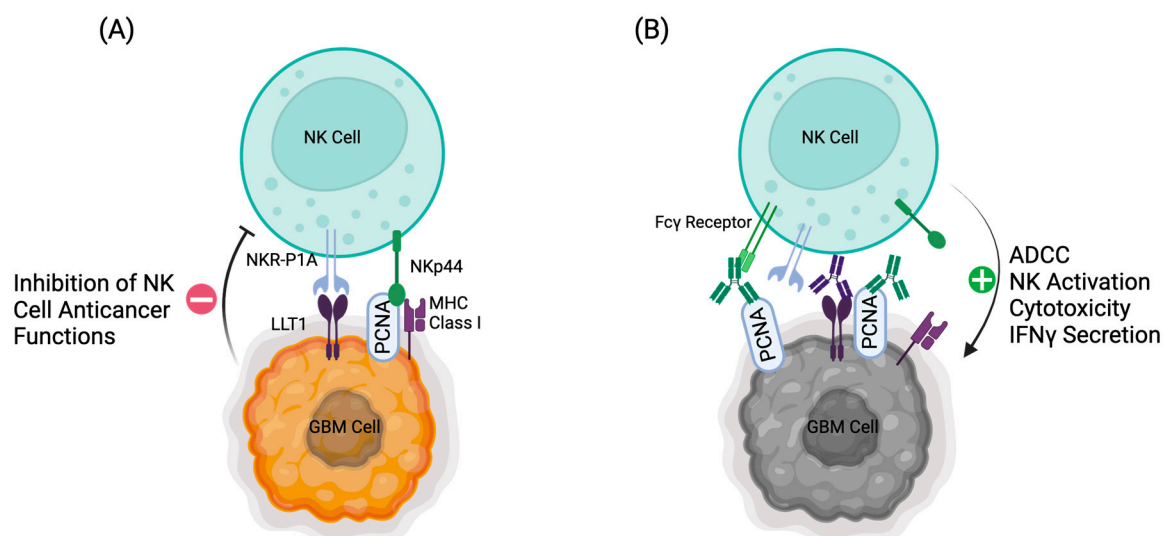 (A)
NK Cell
NKR-P1A
NKp44
Inhibition of NK
Cell Anticancer
Functions
LLT1
PCNA
MHC
Class I
GBM Cell
(B)
NK Cell
Fcγ Receptor
PCNA
PCNA
ADCC
NK Activation
Cytotoxicity
IFNγ Secretion
GBM Cell